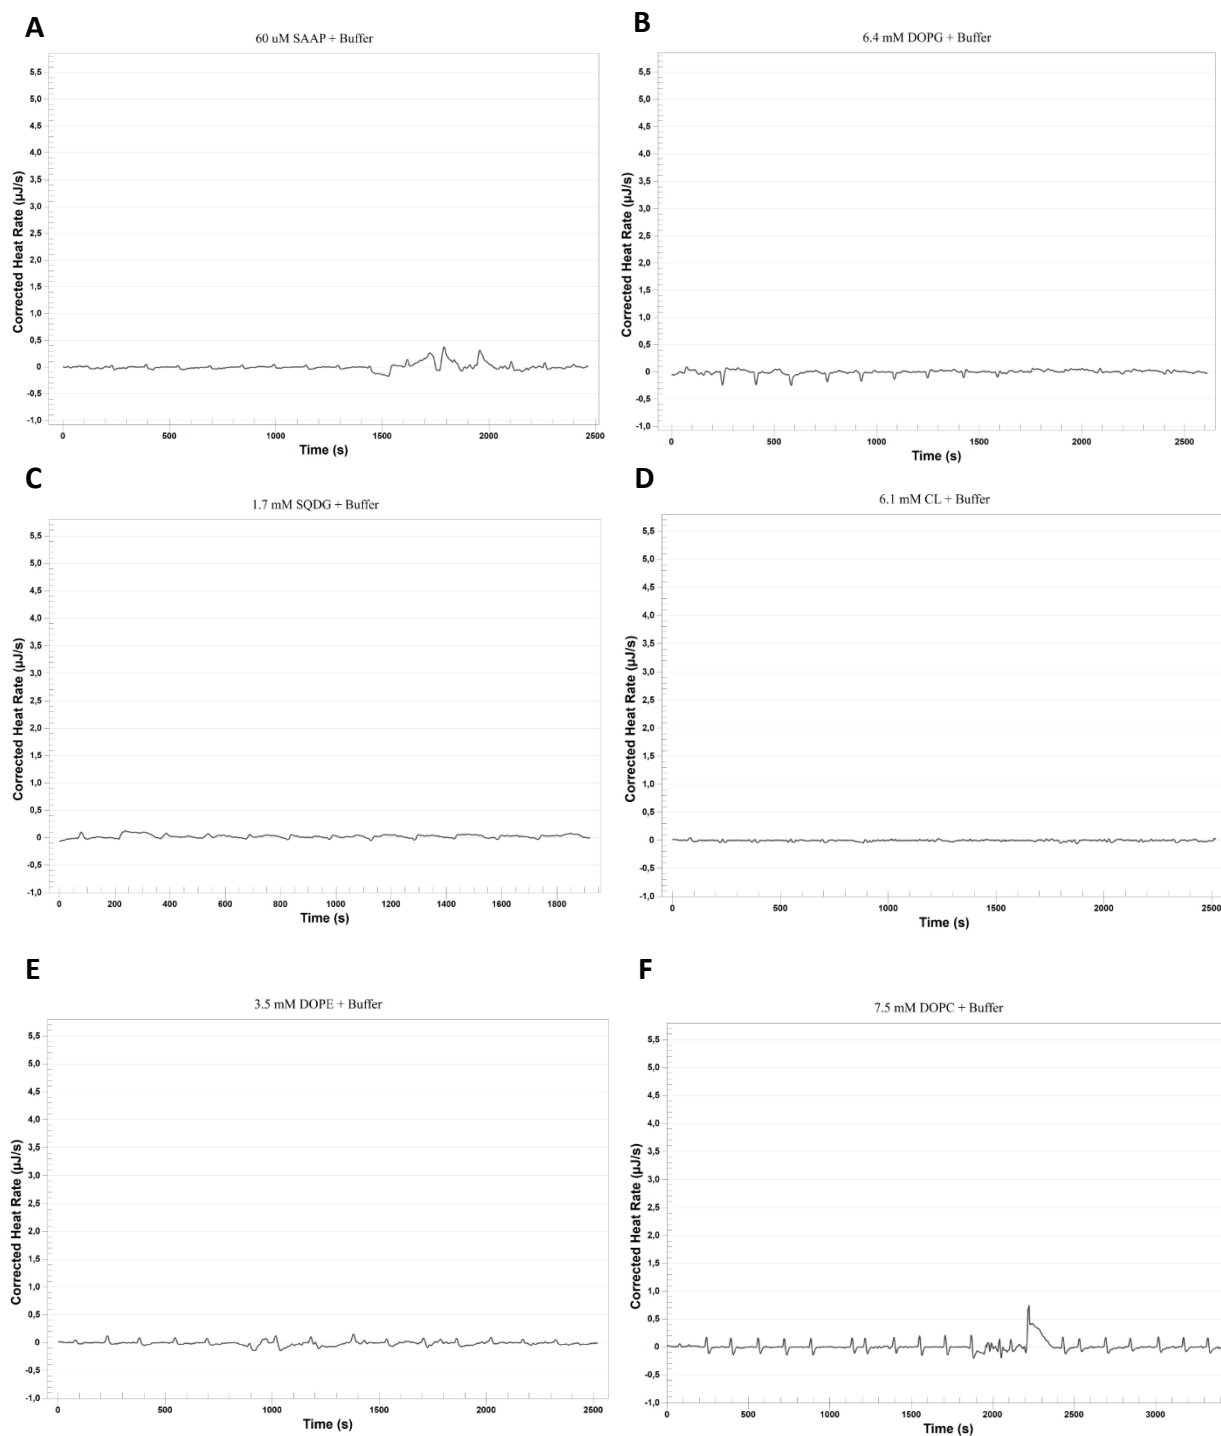 A
60 uM SAAP + Buffer
Corrected Heat Rate (µJ/s)
5,5
5,0
4,5
4,0
3,5
3,0
2,5
2,0
1,5
1,0
0,5
0
-0,5
-1,0
0 500 1000 1500 2000 2500
Time (s)
B
6.4 mM DOPG + Buffer
Corrected Heat Rate (µJ/s)
5,5
5,0
4,5
4,0
3,5
3,0
2,5
2,0
1,5
1,0
0,5
0
-0,5
-1,0
0 500 1000 1500 2000 2500
Time (s)
C
1.7 mM SQDG + Buffer
Corrected Heat Rate (µJ/s)
5,5
5,0
4,5
4,0
3,5
3,0
2,5
2,0
1,5
1,0
0,5
0
-0,5
-1,0
0 200 400 600 800 1000 1200 1400 1600 1800
Time (s)
D
6.1 mM CL + Buffer
Corrected Heat Rate (µJ/s)
5,5
5,0
4,5
4,0
3,5
3,0
2,5
2,0
1,5
1,0
0,5
0
-0,5
-1,0
0 500 1000 1500 2000 2500
Time (s)
E
3.5 mM DOPE + Buffer
Corrected Heat Rate (µJ/s)
5,5
5,0
4,5
4,0
3,5
3,0
2,5
2,0
1,5
1,0
0,5
0
-0,5
-1,0
0 500 1000 1500 2000 2500
Time (s)
F
7.5 mM DOPC + Buffer
Corrected Heat Rate (µJ/s)
5,5
5,0
4,5
4,0
3,5
3,0
2,5
2,0
1,5
1,0
0,5
0
-0,5
-1,0
0 500 1000 1500 2000 2500 3000
Time (s)